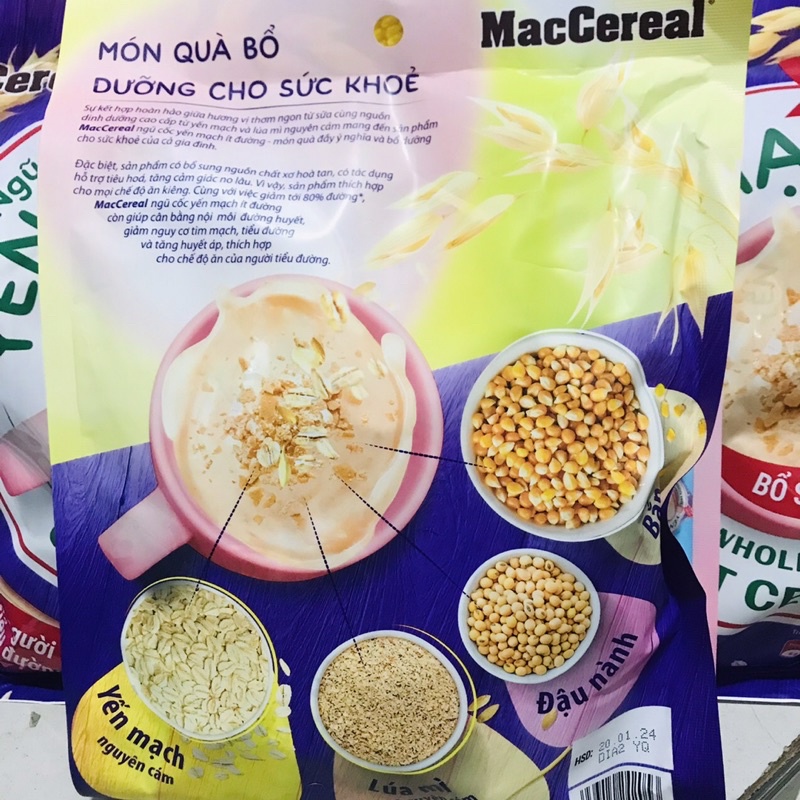 MacCereal
MÓN QUÀ BỔ
DƯỠNG CHO SỨC KHOẺ
Sự kết hợp hoàn hảo giữa hương vị thơm ngon từ sữa cùng nguồn
dinh dưỡng cao cấp từ yến mạch và lúa mì nguyên cám mang đến sản phẩm
MacCereal ngũ cốc yến mạch ít đường - món quà đầy ý nghĩa và bổ dưỡng
cho sức khoẻ của cả gia đình.
Đặc biệt, sản phẩm có bổ sung nguồn chất xơ hoà tan, có tác dụng
hỗ trợ tiêu hoá, tăng cảm giác no lâu. Vì vậy, sản phẩm thích hợp
cho mọi chế độ ăn kiêng. Cùng với việc giảm tới 80% đường*,
MacCereal ngũ cốc yến mạch ít đường
còn giúp cân bằng nội môi đường huyết,
giảm nguy cơ tim mạch, tiểu đường
và tăng huyết áp, thích hợp
cho chế độ ăn của người tiểu đường.
Yến mạch
nguyên cám
Lúa mì
Đậu nành
HSD: 20 01.24
DIA2 YQ
Ngũ
BỔ S
WHOL
T CE